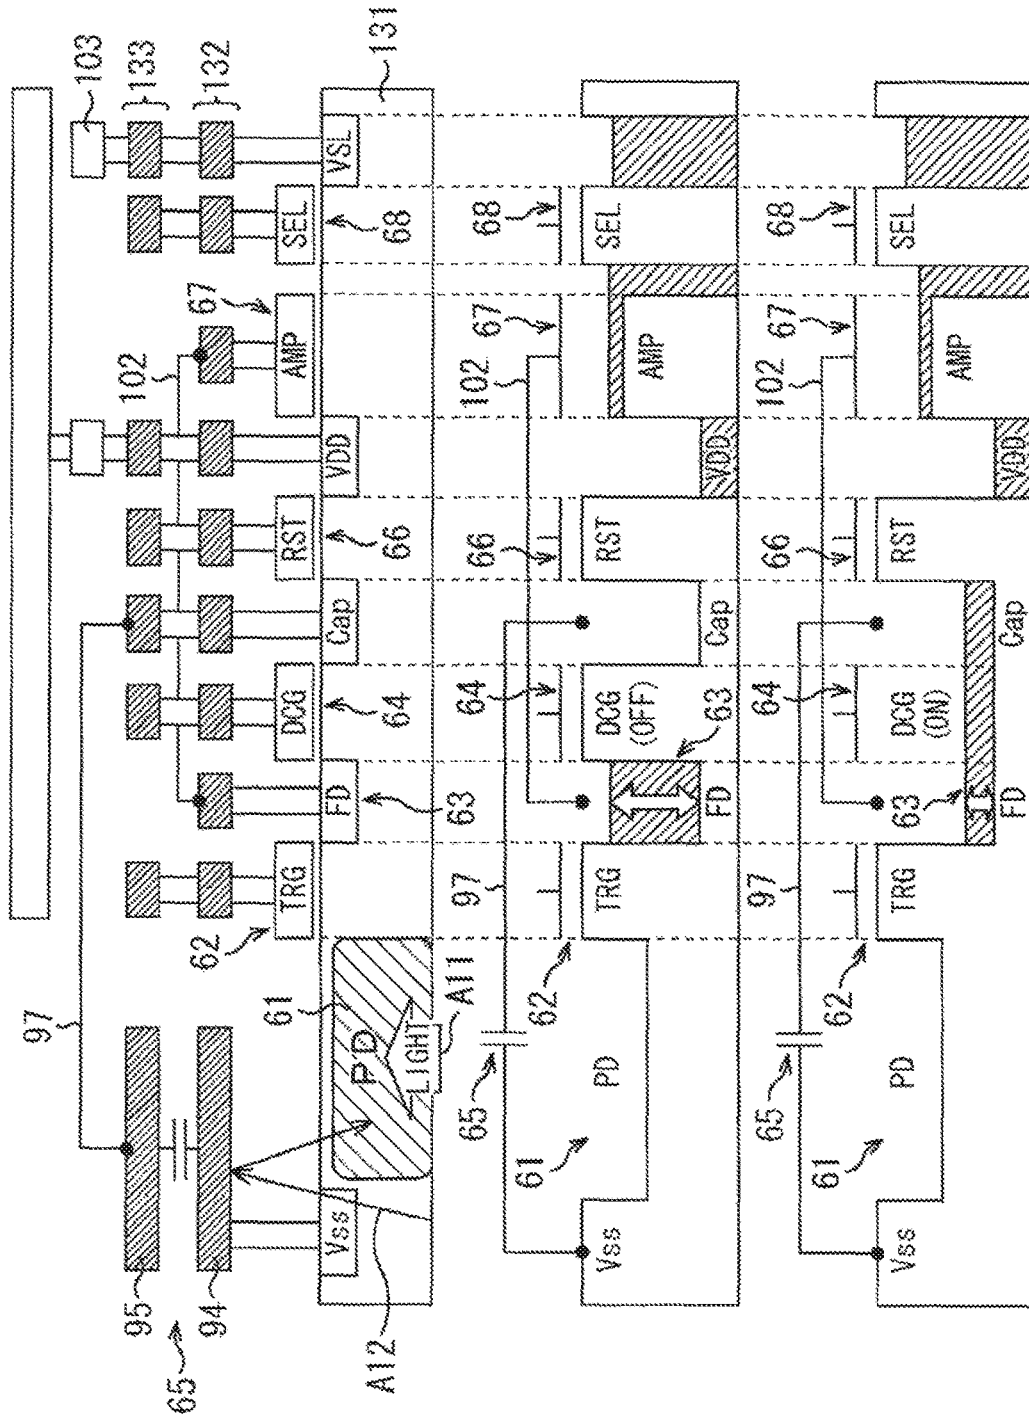 97
102
103
133
132
95
94
65
62
67
TRG
DCG
RST
AMP
SEL
Vss
PD
61
LIGHT
A11
A12
FD
63
64
Cap
66
VDD
68
VSL
131
65
97
102
61
62
64
66
67
68
Vss
PD
TRG
FD
63
DCG
(OFF)
Cap
RST
VDD
AMP
SEL
65
97
102
61
62
63
64
66
67
68
Vss
PD
TRG
FD
DCG
(ON)
Cap
RST
VDD
AMP
SEL